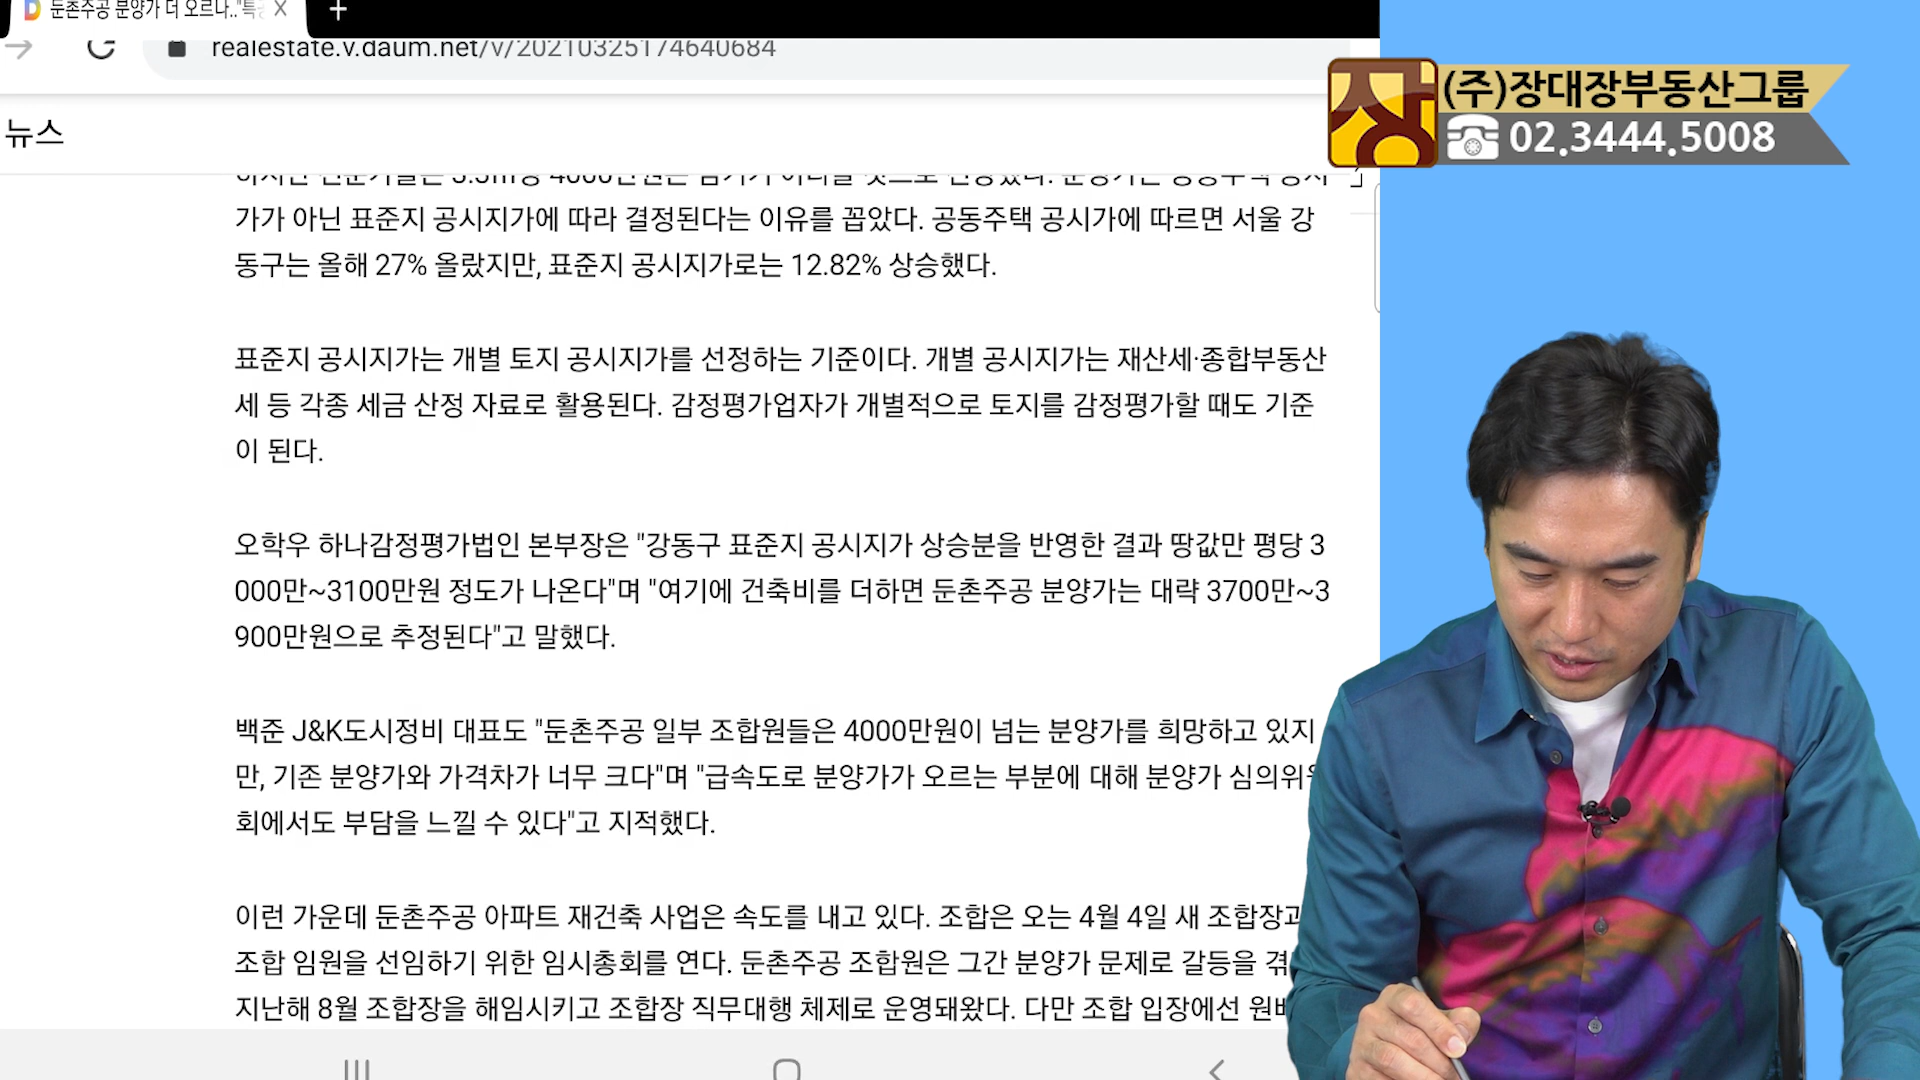 둔촌주공 분양가 더 오르나.."특공
realestate.v.daum.net/v/20210325174640684
(주)장대장부동산그룹
02.3444.5008
뉴스
가가 아닌 표준지 공시지가에 따라 결정된다는 이유를 꼽았다. 공동주택 공시가에 따르면 서울 강
동구는 올해 27% 올랐지만, 표준지 공시지가로는 12.82% 상승했다.
표준지 공시지가는 개별 토지 공시지가를 선정하는 기준이다. 개별 공시지가는 재산세·종합부동산
세 등 각종 세금 산정 자료로 활용된다. 감정평가업자가 개별적으로 토지를 감정평가할 때도 기준
이 된다.
오학우 하나감정평가법인 본부장은 "강동구 표준지 공시지가 상승분을 반영한 결과 땅값만 평당 3
000만~3100만원 정도가 나온다"며 "여기에 건축비를 더하면 둔촌주공 분양가는 대략 3700만~3
900만원으로 추정된다"고 말했다.
백준 J&K도시정비 대표도 "둔촌주공 일부 조합원들은 4000만원이 넘는 분양가를 희망하고 있지
만, 기존 분양가와 가격차가 너무 크다"며 "급속도로 분양가가 오르는 부분에 대해 분양가 심의위
회에서도 부담을 느낄 수 있다"고 지적했다.
이런 가운데 둔촌주공 아파트 재건축 사업은 속도를 내고 있다. 조합은 오는 4월 4일 새 조합장과
조합 임원을 선임하기 위한 임시총회를 연다. 둔촌주공 조합원은 그간 분양가 문제로 갈등을 겪
지난해 8월 조합장을 해임시키고 조합장 직무대행 체제로 운영돼왔다. 다만 조합 입장에선